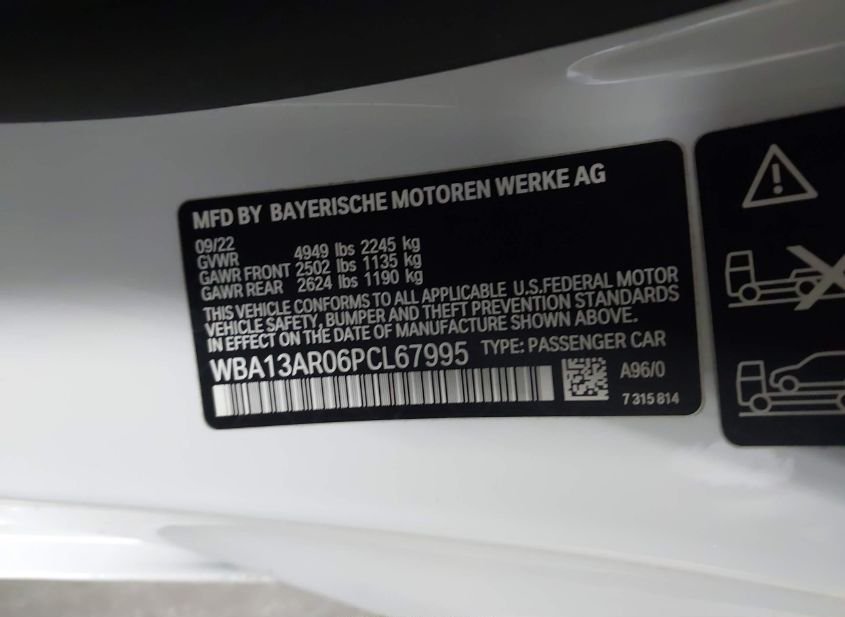 MFD BY BAYERISCHE MOTOREN WERKE AG
09/22
GVWR 4949 lbs 2245 kg
GAWR FRONT 2502 lbs 1135 kg
GAWR REAR 2624 lbs 1190 kg
THIS VEHICLE CONFORMS TO ALL APPLICABLE U.S.FEDERAL MOTOR
VEHICLE SAFETY, BUMPER AND THEFT PREVENTION STANDARDS
IN EFFECT ON THE DATE OF MANUFACTURE SHOWN ABOVE.
WBA13AR06PCL67995 TYPE: PASSENGER CAR
A96/0
7 315 814